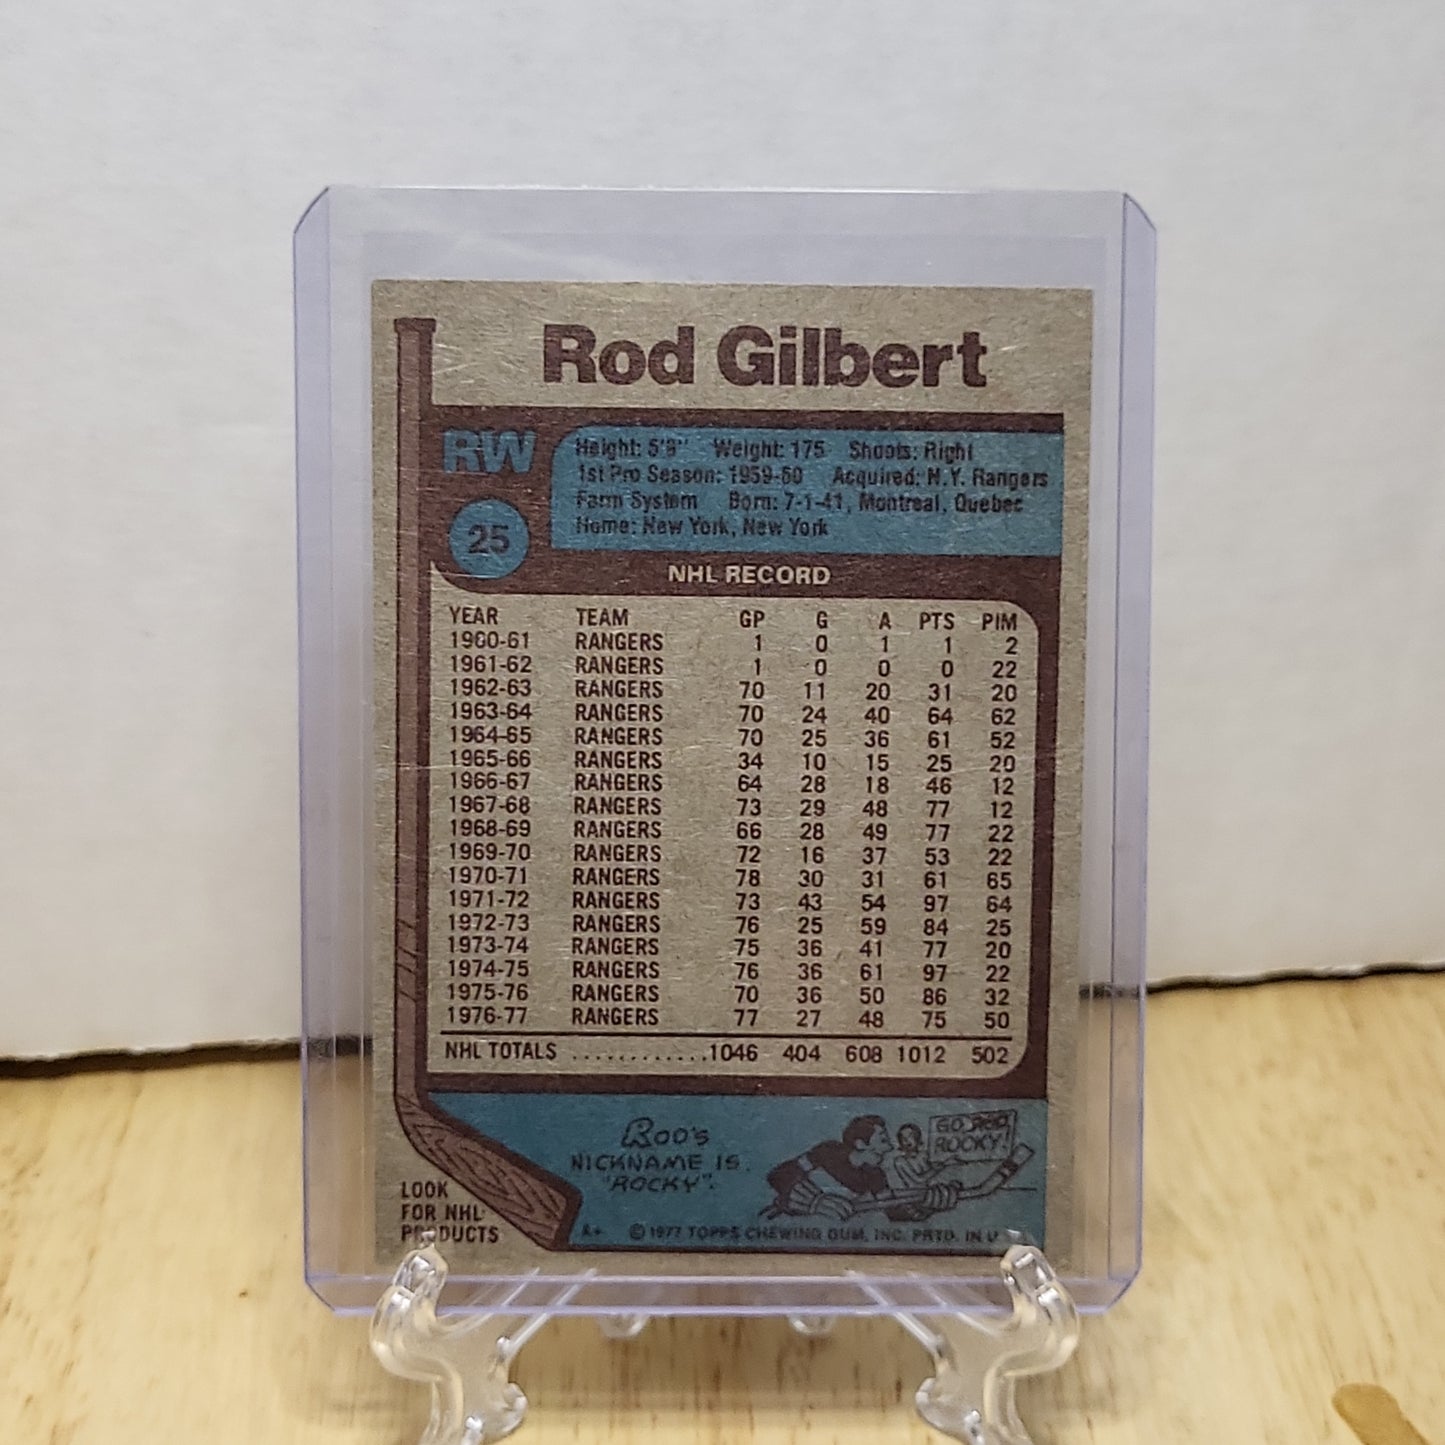 Rod Gilbert
RW
Height: 5'9" Weight: 175 Shoots: Right
1st Pro Season: 1959-60 Acquired: N.Y. Rangers
Farm System Born: 7-1-41, Montreal, Quebec
Home: New York, New York
25
NHL RECORD
YEAR TEAM GP G A PTS PIM
1960-61 RANGERS 1 0 1 1 2
1961-62 RANGERS 1 0 0 0 22
1962-63 RANGERS 70 11 20 31 20
1963-64 RANGERS 70 24 40 64 62
1964-65 RANGERS 70 25 36 61 52
1965-66 RANGERS 34 10 15 25 20
1966-67 RANGERS 64 28 18 46 12
1967-68 RANGERS 73 29 48 77 12
1968-69 RANGERS 66 28 49 77 22
1969-70 RANGERS 72 16 37 53 22
1970-71 RANGERS 78 30 31 61 65
1971-72 RANGERS 73 43 54 97 64
1972-73 RANGERS 76 25 59 84 25
1973-74 RANGERS 75 36 41 77 20
1974-75 RANGERS 76 36 61 97 22
1975-76 RANGERS 70 36 50 86 32
1976-77 RANGERS 77 27 48 75 50
NHL TOTALS ............1046 404 608 1012 502
ROD'S
NICKNAME IS
"ROCKY".
GO ROD,
ROCKY!
LOOK
FOR NHL
PRODUCTS
A+ © 1977 TOPPS CHEWING GUM, INC. PRTD. IN U